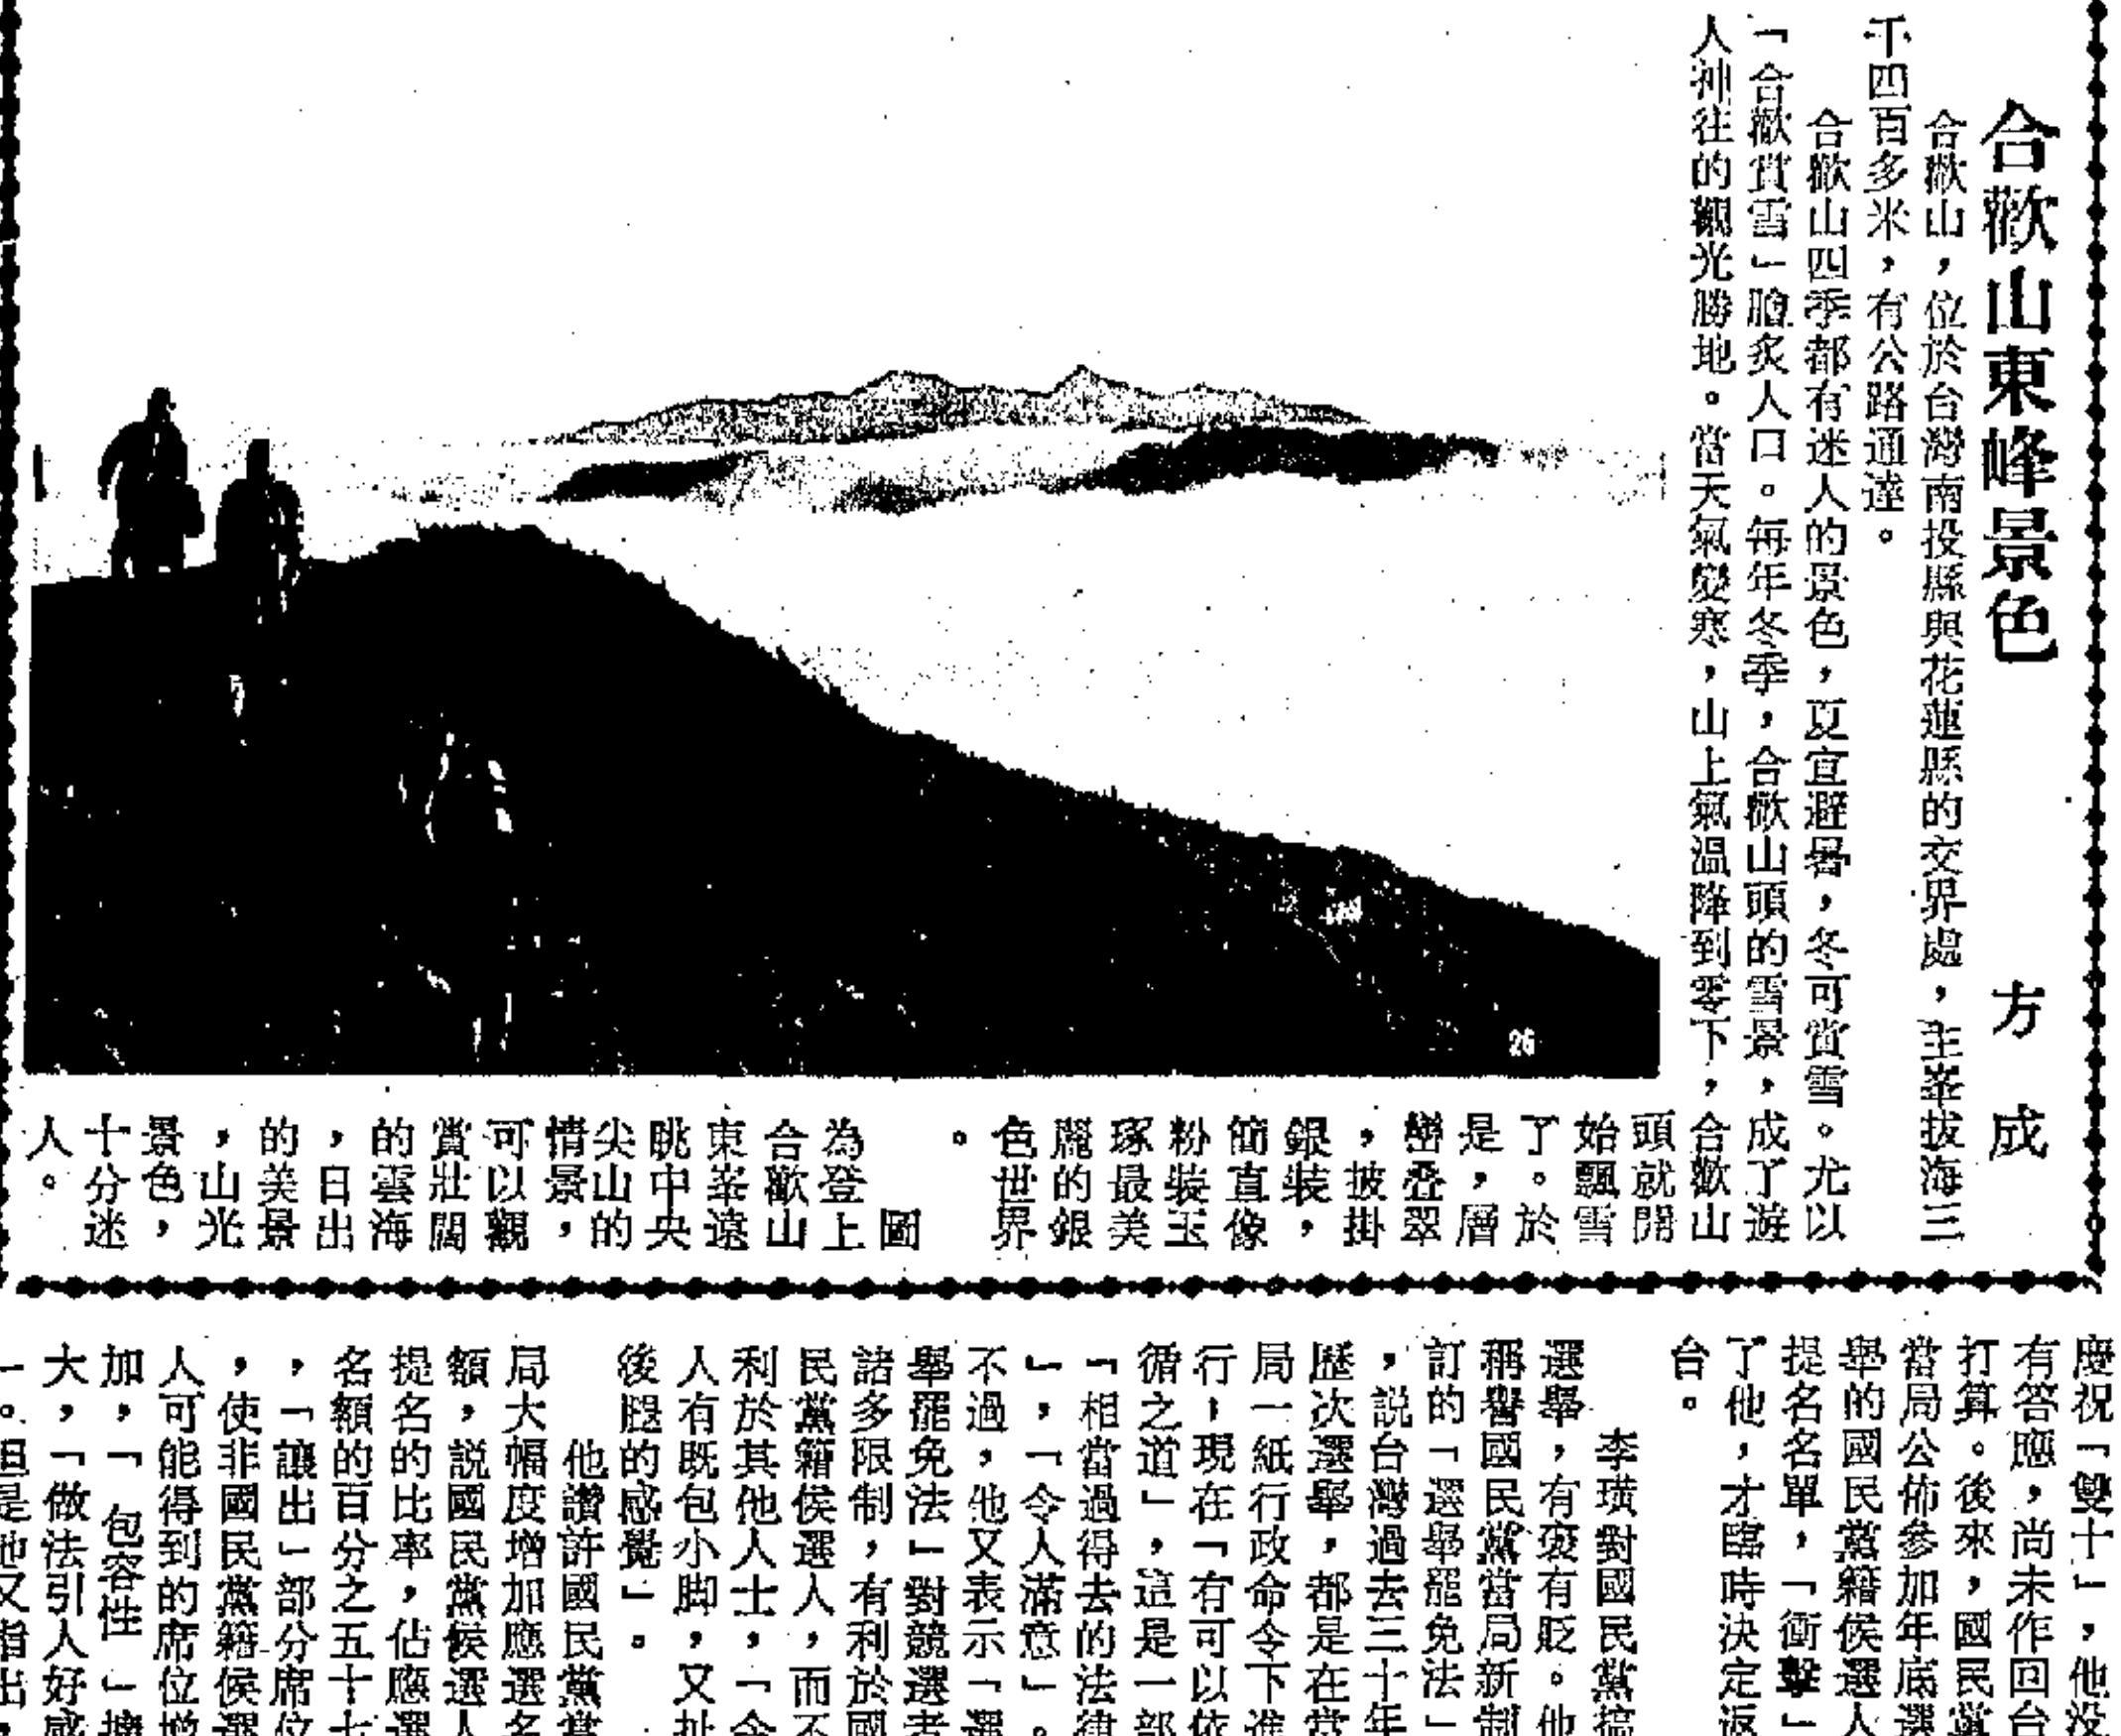 合歡山東峰景色
方成
合歡山，位於台灣南投縣與花蓮縣的交界處，主峯拔海三
千四百多米，有公路通達。
合歡山四季都有迷人的景色，夏宜避暑，冬可賞雪。尤以
「合歡賞雪」膾炙人口。每年冬季，合歡山頭的雪景，成了遊
人神往的觀光勝地。當天氣變寒，山上氣溫降到零下，合歡山
頭就開
始飄雪
了。於
是，層
巒叠翠
，披掛
銀裝，
簡直像
粉裝玉
琢最美
麗的銀
色世界
。
圖
為登上
合歡山
東峯遠
眺中央
尖山的
情景，
可以觀
賞壯闊
的雲海
，日出
的美景
，山光
景色，
十分迷
人。
26
慶祝「雙十」，他没
有答應，尚未作回台
打算。後來，國民黨
當局公佈參加年底選
舉的國民黨籍候選人
提名名單，「衝擊」
了他，才臨時決定返
台。
李璜對國民黨搞
選舉，有褒有貶。他
稱譽國民黨當局新制
訂的「選舉罷免法」
，説台灣過去三十年
歷次選舉，都是在當
局一紙行政命令下進
行，現在「有可以依
循之道」，這是一部
「相當過得去的法律
」，「令人滿意」。
不過，他又表示「選
舉罷免法」對競選者
諸多限制，有利於國
民黨籍侯選人，而不
利於其他人士，「令
人有既包小脚，又扯
後腿的感覺」。
他讚許國民黨當
局大幅度增加應選名
額，説國民黨候選人
提名的比率，佔應選
名額的百分之五十七
，「讓出」部分席位
，使非國民黨籍侯選
人可能得到的席位增
加，「包容性」擴
大，「做法引人好感
一。但是他又指出，